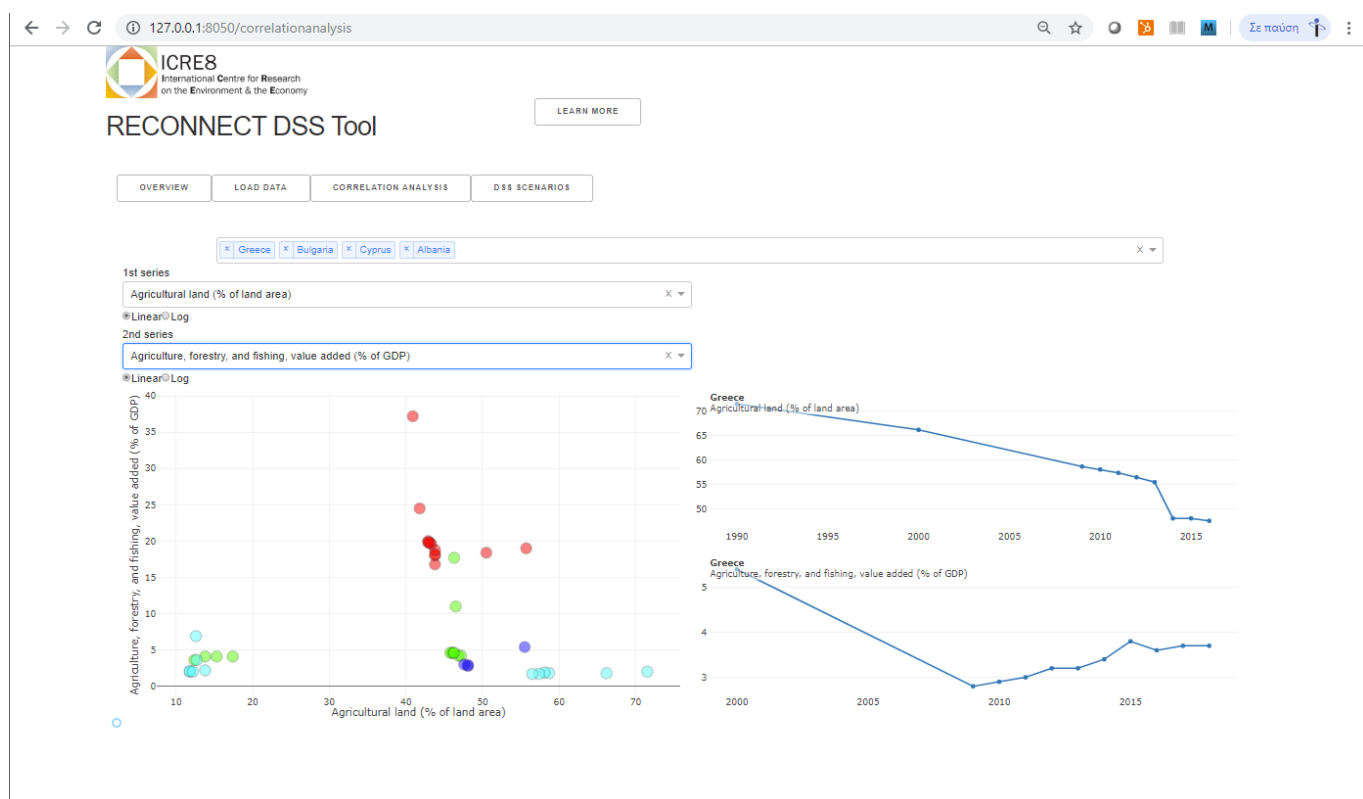 127.0.0.1:8050/correlationanalysis
M
Σε παύση
ICRE8
International Centre for Research
on the Environment & the Economy
LEARN MORE
RECONNECT DSS Tool
OVERVIEW LOAD DATA CORRELATION ANALYSIS DSS SCENARIOS
× Greece × Bulgaria × Cyprus × Albania ×
1st series
Agricultural land (% of land area) ×
Linear Log
2nd series
Agriculture, forestry, and fishing, value added (% of GDP) ×
Linear Log
Agriculture, forestry, and fishing, value added (% of GDP)
40
35
30
25
20
15
10
5
0
10 20 30 40 50 60 70
Agricultural land (% of land area)
Greece
Agricultural land (% of land area)
70
65
60
55
50
1990 1995 2000 2005 2010 2015
Greece
Agriculture, forestry, and fishing, value added (% of GDP)
5
4
3
2000 2005 2010 2015